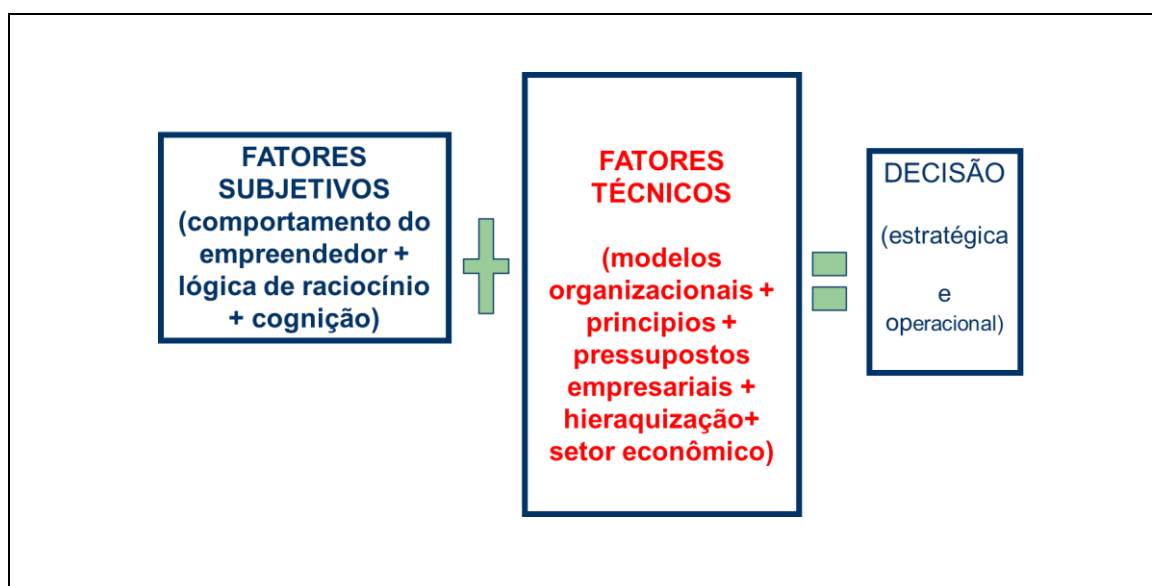 FATORES
SUBJETIVOS
(comportamento do
empreendedor +
lógica de raciocínio
+ cognição)
FATORES
TÉCNICOS
(modelos
organizacionais +
principios +
pressupostos
empresariais +
hieraquização+
setor econômico)
DECISÃO
(estratégica
e
operacional)